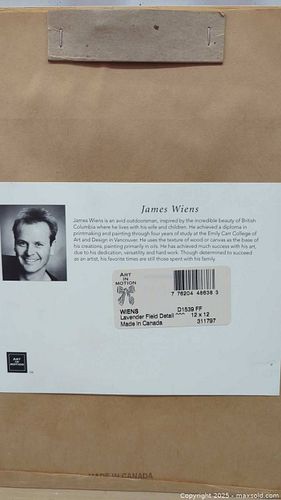 James Wiens
James Wiens is an avid outdoorsman, inspired by the incredible beauty of British
Columbia where he lives with his wife and children. He achieved a diploma in
printmaking and painting through four years of study at the Emily Carr College of
Art and Design in Vancouver. He uses the texture of wood or canvas as the base of
his creations, painting primarily in oils. He has achieved much success with his art,
due to his dedication, versatility and hard work. Though determined to succeed
as an artist, his favorite times are still those spent with his family.
ART
IN
MOTION
7 76204 48638 3
WIENS D1539 FF
Lavender Field Detail 12 x 12
Made in Canada 311797
ART
IN
MOTION
MADE IN CANADA
Copyright © 2025 - maxsold.com